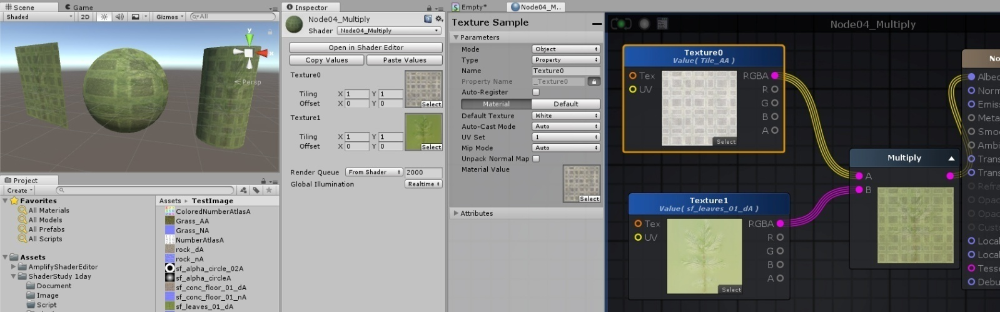 Scene
Game
Shaded
2D
Gizmos
All
y
x
Persp
Project
Create
Favorites
All Materials
All Models
All Prefabs
All Scripts
Assets
AmplifyShaderEditor
ShaderStudy 1day
Document
Image
Script
Assets ▸ TestImage
ColoredNumberAtlasA
Grass_AA
Grass_NA
NumberAtlasA
rock_dA
rock_nA
sf_alpha_circle_02A
sf_alpha_circleA
sf_conc_floor_01_dA
sf_conc_floor_01_nA
sf_leaves_01_dA
Inspector
Node04_Multiply
Shader Node04_Multiply
Open in Shader Editor
Copy Values Paste Values
Texture0
Tiling X 1 Y 1
Offset X 0 Y 0
Select
Texture1
Tiling X 1 Y 1
Offset X 0 Y 0
Select
Render Queue From Shader 2000
Global Illumination Realtime
Empty*
Node04_M..
Texture Sample
Parameters
Mode Object
Type Property
Name Texture0
Property Name _Texture0
Auto-Register
Material Default
Default Texture White
Auto-Cast Mode Auto
UV Set 1
Mip Mode Auto
Unpack Normal Map
Material Value
Select
Attributes
Node04_Multiply
Texture0
Value( Tile_AA )
Tex
UV
RGBA
R
G
B
A
Select
Texture1
Value( sf_leaves_01_dA )
Tex
UV
RGBA
R
G
B
A
Select
Multiply
A
B
No
Albed
Norm
Emiss
Meta
Smoo
Ambi
Trans
Trans
Refra
Opac
Opac
Custo
Local
Local
Tesse
Debu